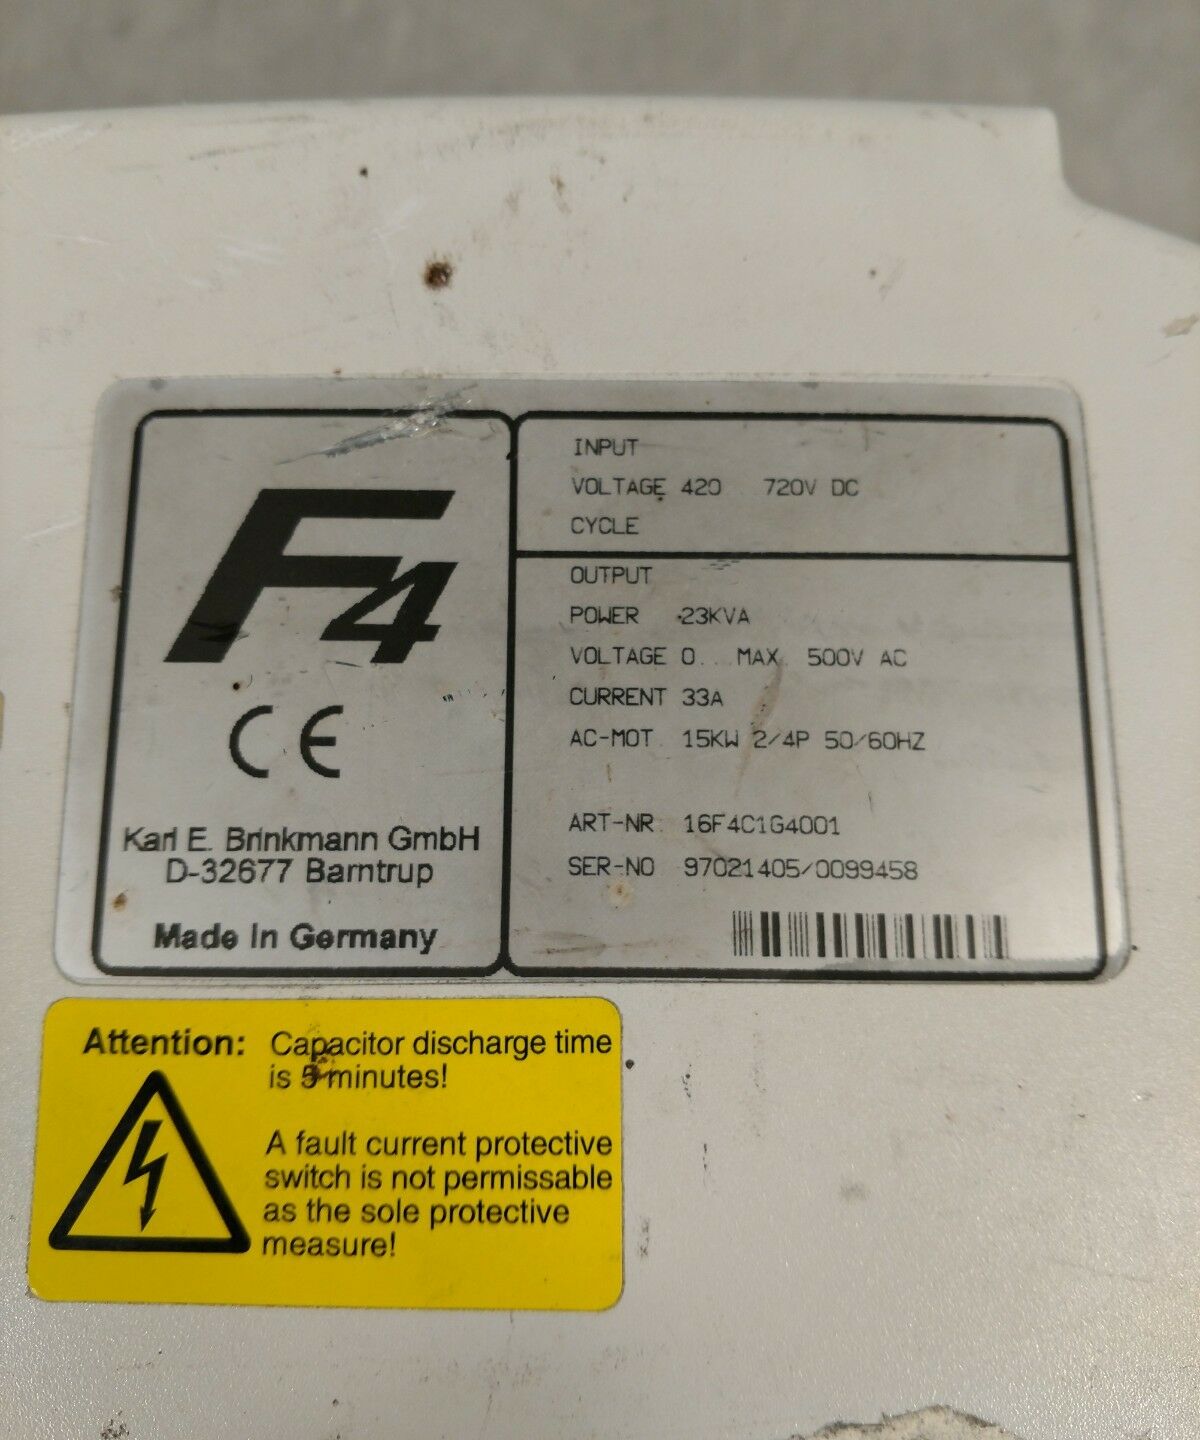 F4
CE
Karl E. Brinkmann GmbH
D-32677 Barntrup
Made In Germany
INPUT
VOLTAGE 420 .. 720V DC
CYCLE
OUTPUT
POWER 23KVA
VOLTAGE 0... MAX. 500V AC
CURRENT 33A
AC-MOT. 15KW 2/4P 50/60HZ
ART-NR. 16F4C1G4001
SER-NO 97021405/0099458
Attention: Capacitor discharge time
is 5 minutes!
A fault current protective
switch is not permissable
as the sole protective
measure!